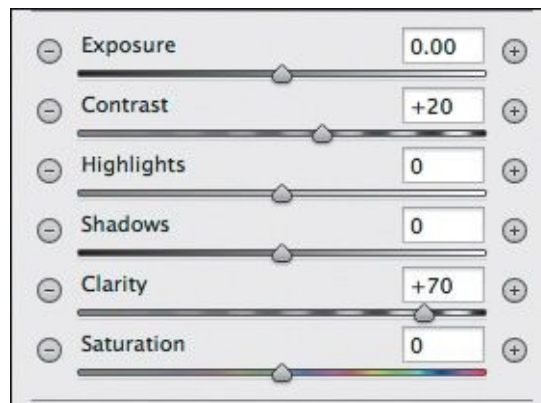 Exposure 0.00
Contrast +20
Highlights 0
Shadows 0
Clarity +70
Saturation 0